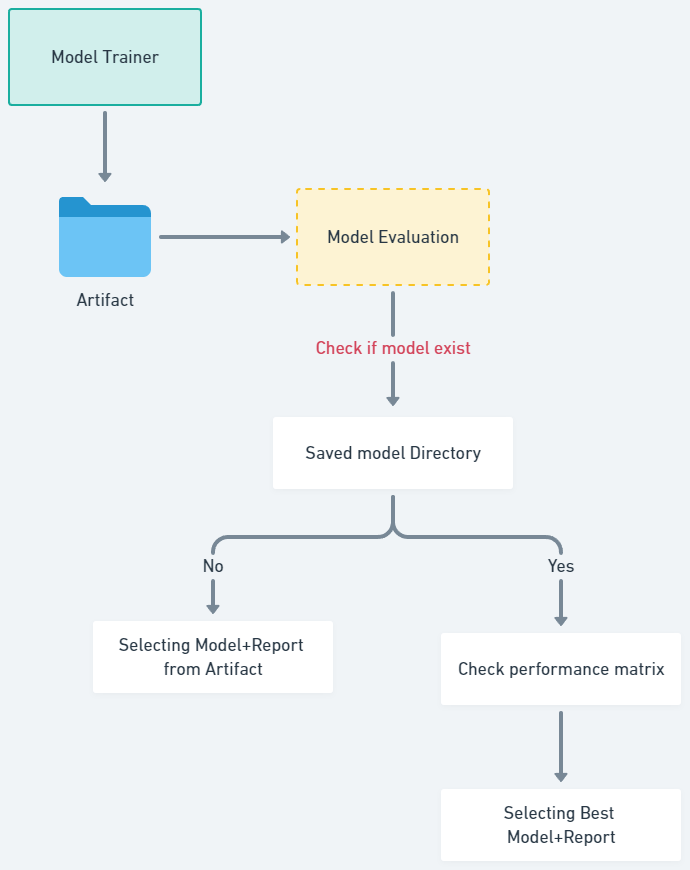 Model Trainer
Artifact
Model Evaluation
Check if model exist
Saved model Directory
No
Yes
Selecting Model+Report
from Artifact
Check performance matrix
Selecting Best
Model+Report